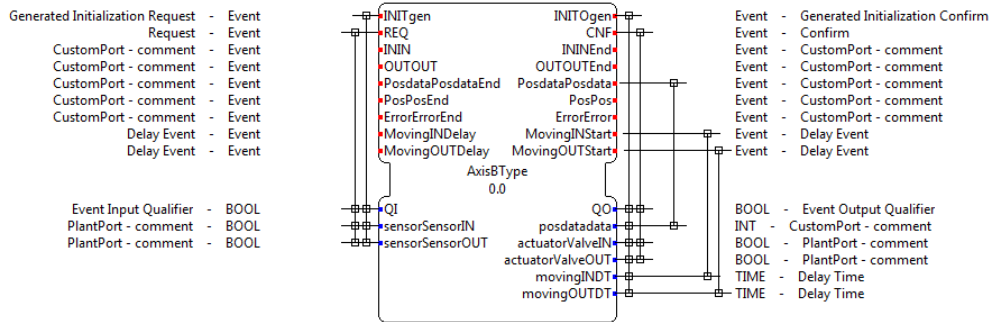 Generated Initialization Request - Event INITgen INITOgen Event - Generated Initialization Confirm
Request - Event REQ CNF Event - Confirm
CustomPort - comment - Event ININ ININEnd Event - CustomPort - comment
CustomPort - comment - Event OUTOUT OUTOUTEnd Event - CustomPort - comment
CustomPort - comment - Event PosdataPosdataEnd PosdataPosdata Event - CustomPort - comment
CustomPort - comment - Event PosPosEnd PosPos Event - CustomPort - comment
CustomPort - comment - Event ErrorErrorEnd ErrorError Event - CustomPort - comment
Delay Event - Event MovingINDelay MovingINStart Event - Delay Event
Delay Event - Event MovingOUTDelay MovingOUTStart Event - Delay Event
AxisBType
0.0
Event Input Qualifier - BOOL QI QO BOOL - Event Output Qualifier
PlantPort - comment - BOOL sensorSensorIN posdatadata INT - CustomPort - comment
PlantPort - comment - BOOL sensorSensorOUT actuatorValveIN BOOL - PlantPort - comment
actuatorValveOUT BOOL - PlantPort - comment
movingINDT TIME - Delay Time
movingOUTDT TIME - Delay Time